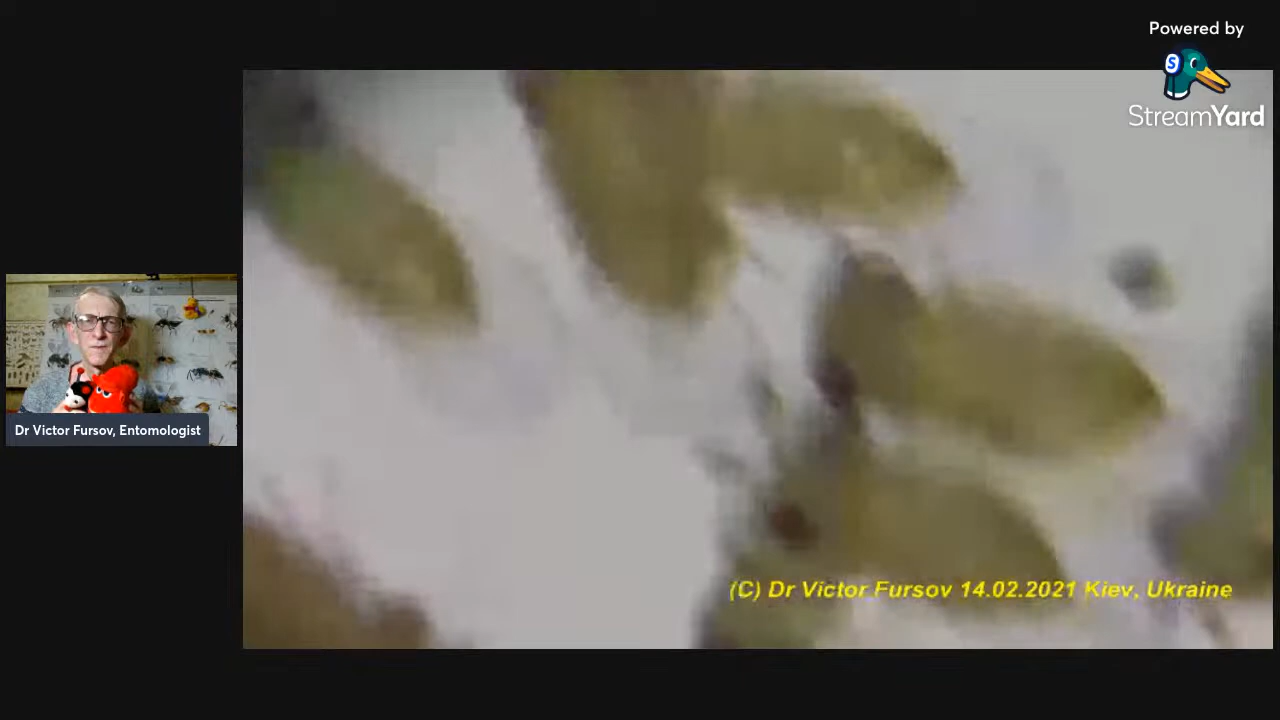 Powered by
S
StreamYard
Dr Victor Fursov, Entomologist
(C) Dr Victor Fursov 14.02.2021 Kiev, Ukraine